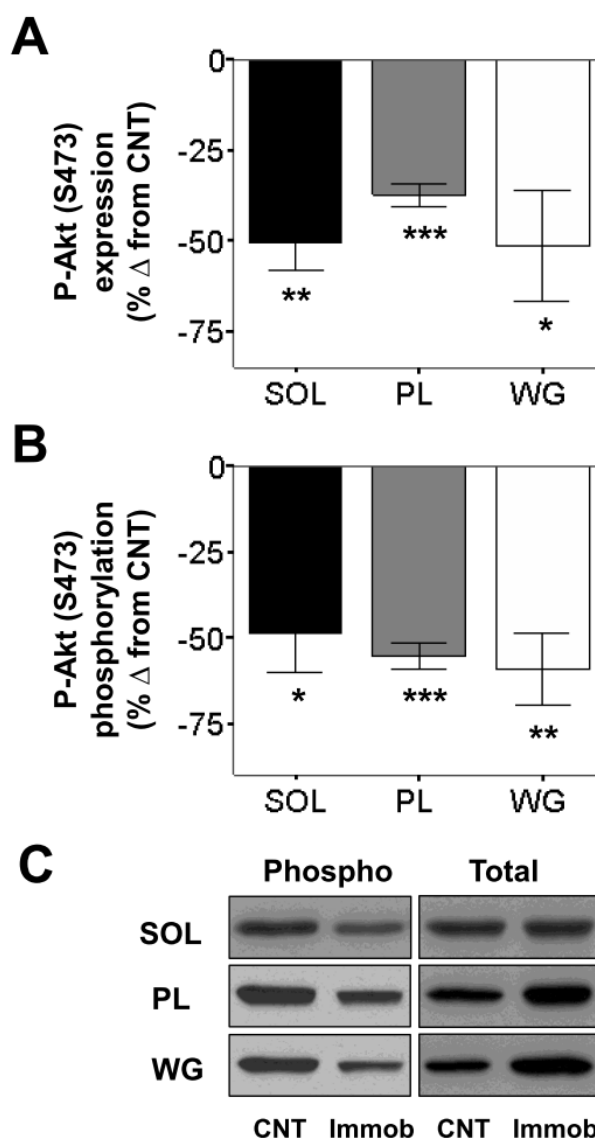 A
P-Akt (S473)
expression
(% Δ from CNT)
0
-25
-50
-75
**
***
*
SOL PL WG
B
P-Akt (S473)
phosphorylation
(% Δ from CNT)
0
-25
-50
-75
*
***
**
SOL PL WG
C
Phospho Total
SOL
PL
WG
CNT Immob CNT Immob